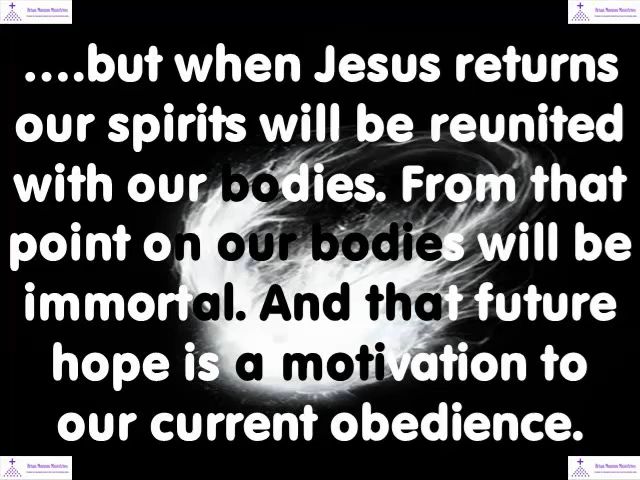 ....but when Jesus returns
our spirits will be reunited
with our bodies. From that
point on our bodies will be
immortal. And that future
hope is a motivation to
our current obedience.